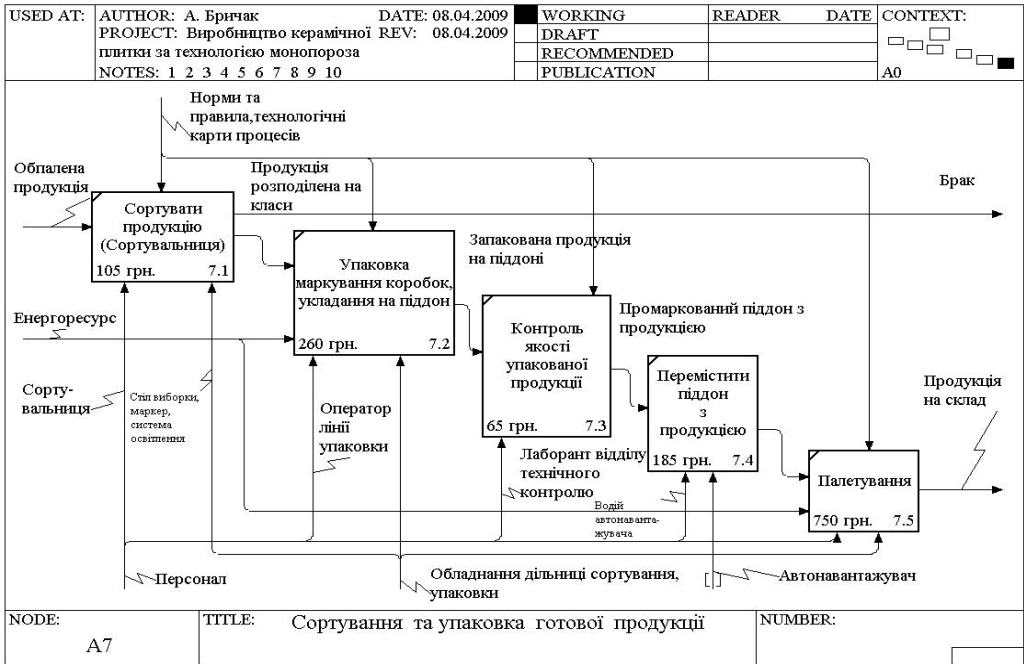 USED AT:
AUTHOR: А. Бричак
DATE: 08.04.2009
WORKING
READER
DATE
CONTEXT:
PROJECT: Виробництво керамічної
REV: 08.04.2009
DRAFT
плитки за технологією монопороза
RECOMMENDED
NOTES: 1 2 3 4 5 6 7 8 9 10
PUBLICATION
A0
Норми та
правила,технологічні
карти процесів
Обпалена
продукція
Продукція
розподілена на
класи
Брак
Сортувати
продукцію
(Сортувальниця)
105 грн.
7.1
Запакована продукція
на піддоні
Упаковка
маркування коробок,
укладання на піддон
260 грн.
7.2
Енергоресурс
Промаркований піддон з
продукцією
Контроль
якості
упакованої
продукції
65 грн.
7.3
Сорту-
вальниця
Стіл виборки,
маркер,
система
освітлення
Оператор
лінії
упаковки
Перемістити
піддон
з
продукцією
185 грн.
7.4
Продукція
на склад
Лаборант відділу
технічного
контролю
Водій
автонаванта-
жувача
Палетування
750 грн.
7.5
Персонал
Обладнання дільниці сортування,
упаковки
Автонавантажувач
NODE:
TITLE:
Сортування та упаковка готової продукції
NUMBER:
A7